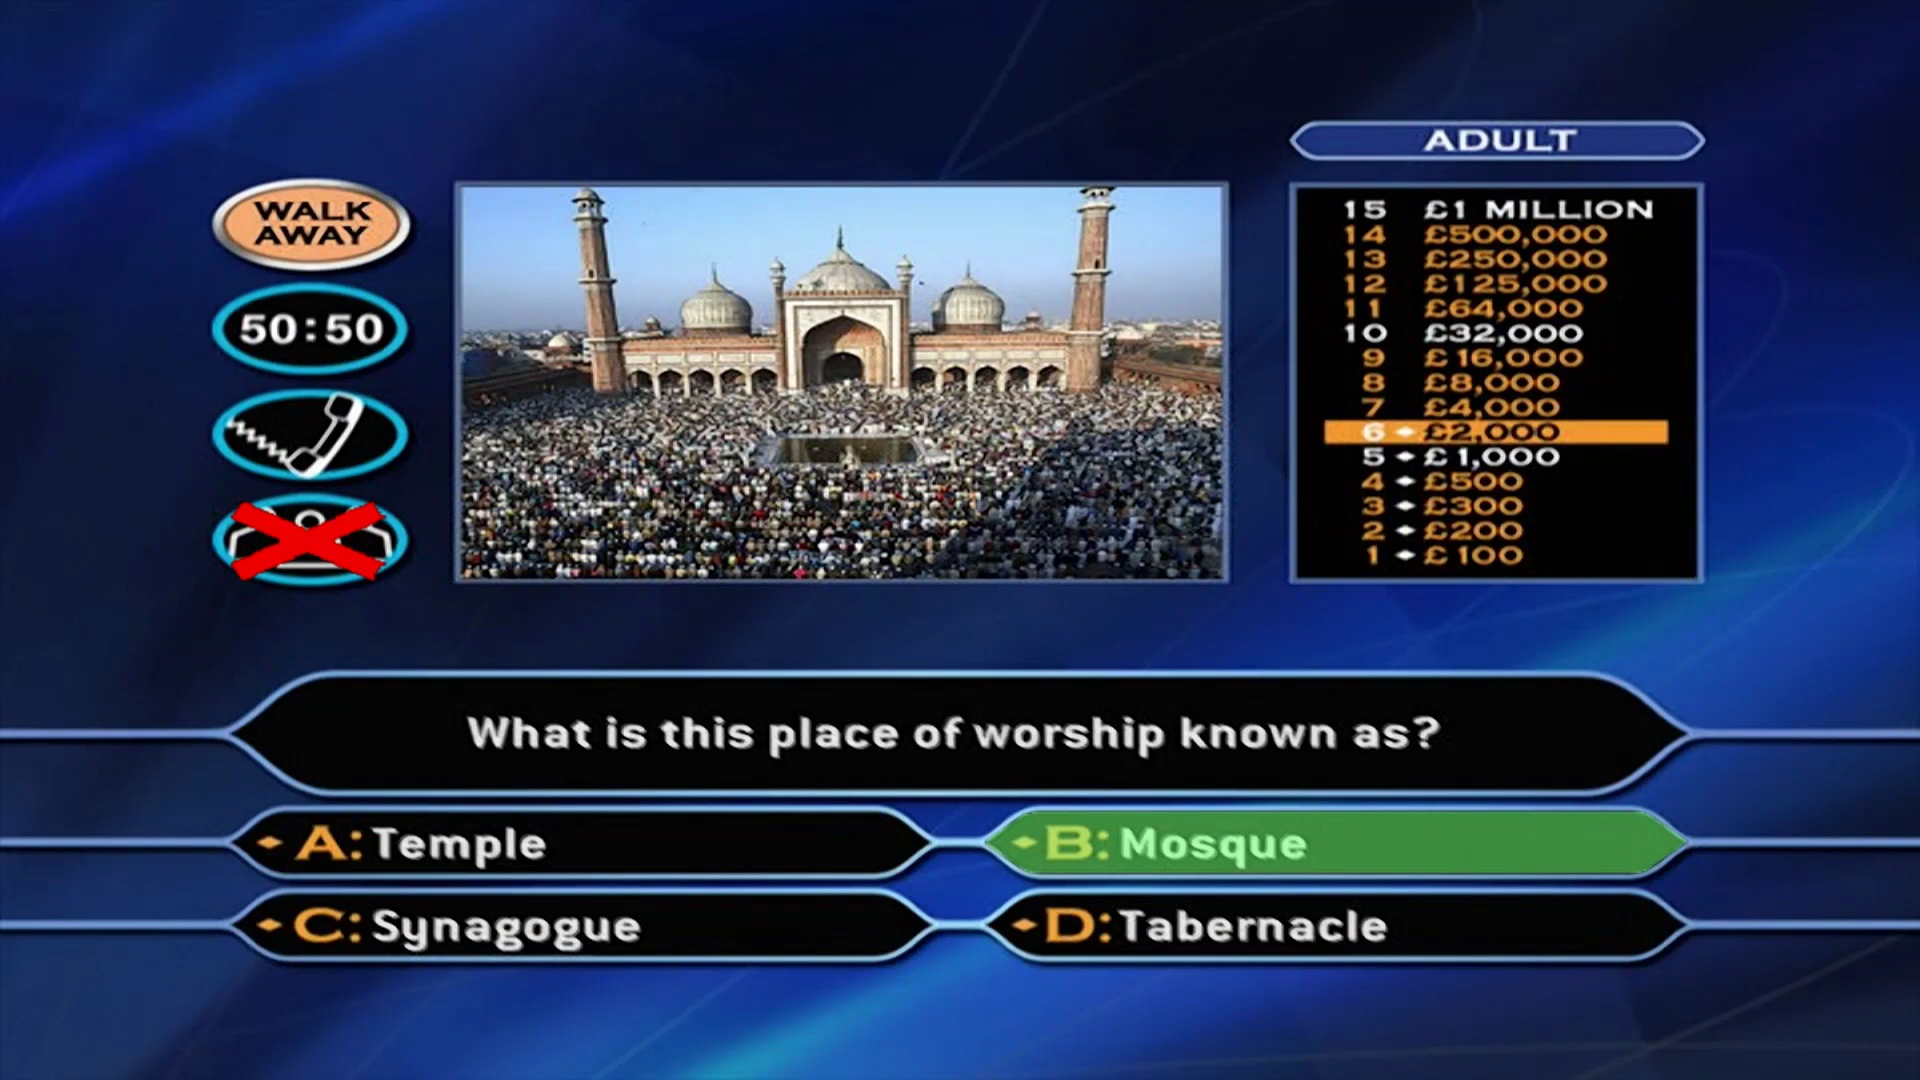 ADULT
WALK
AWAY
50:50
15 £1 MILLION
14 £500,000
13 £250,000
12 £125,000
11 £64,000
10 £32,000
9 £16,000
8 £8,000
7 £4,000
6 £2,000
5 £1,000
4 £500
3 £300
2 £200
1 £100
What is this place of worship known as?
A: Temple
B: Mosque
C: Synagogue
D: Tabernacle